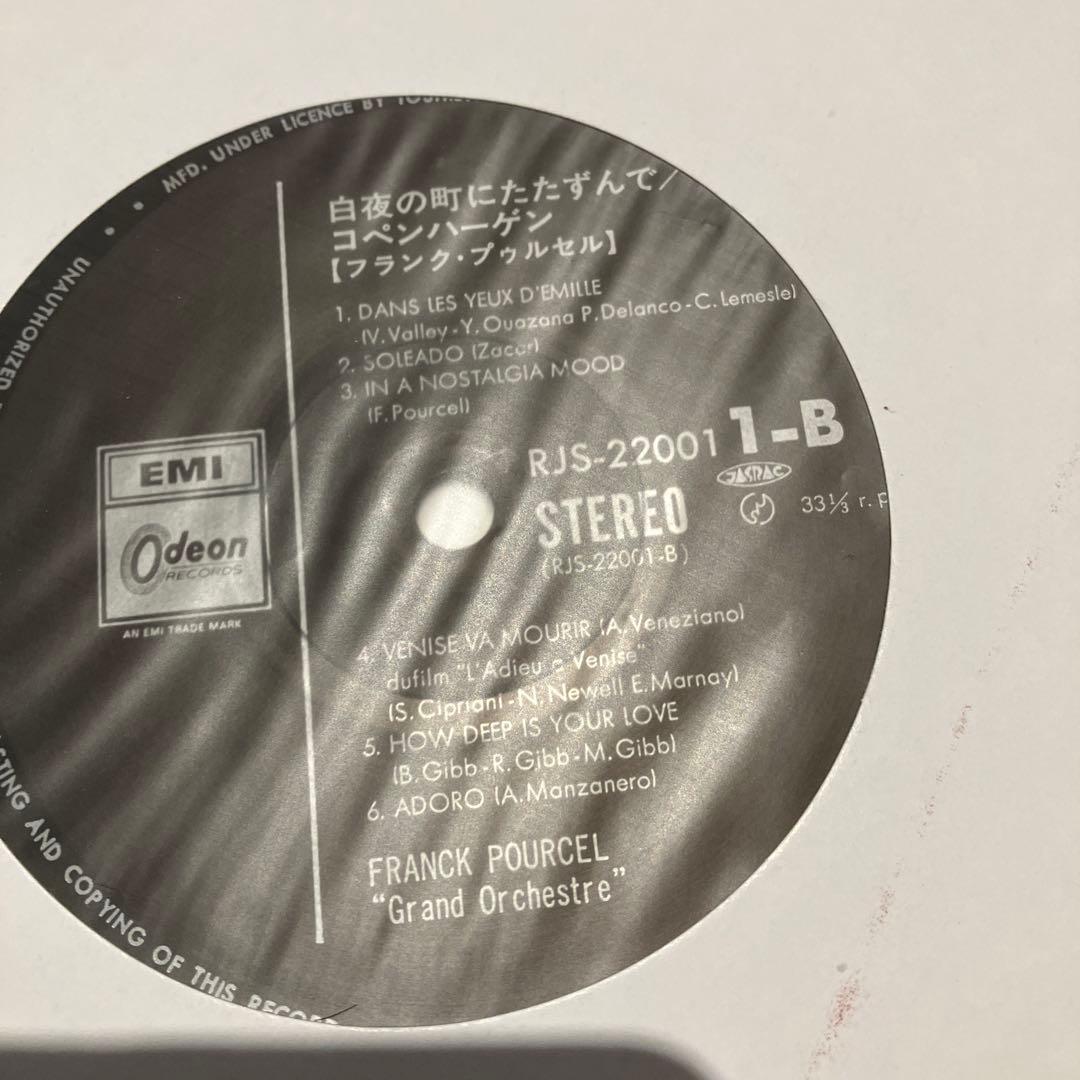 MFD. UNDER LICENCE BY
UNAUTHORIZED
白夜の町にたたずんで/
コペンハーゲン
【フランク・プゥルセル】
1. DANS LES YEUX D'EMILLE
(V. Valley-Y. Ouazana P. Delanco-C. Lemesle)
2. SOLEADO (Zacar)
3. IN A NOSTALGIA MOOD
(F. Pourcel)
RJS-22001 1-B
JASRAC
STEREO 33⅓ r.
(RJS-22001-B)
EMI
Odeon
RECORDS
AN EMI TRADE MARK
4. VENISE VA MOURIR (A. Veneziano)
dufilm "L'Adieu a Venise"
(S. Cipriani-N. Newell E. Marnay)
5. HOW DEEP IS YOUR LOVE
(B. Gibb-R. Gibb-M. Gibb)
6. ADORO (A. Manzanero)
FRANCK POURCEL
"Grand Orchestre"
AND COPYING OF THIS RECORD